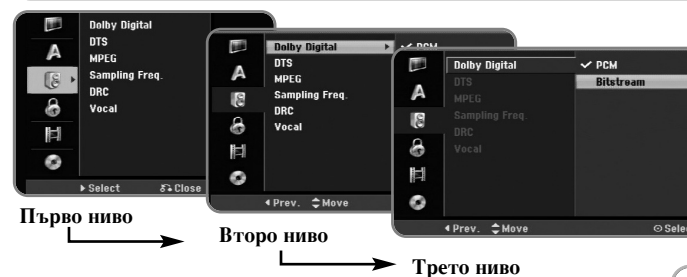 Dolby Digital
DTS
MPEG
Sampling Freq.
DRC
Vocal
Select Close
Първо ниво
Dolby Digital PCM
DTS
MPEG
Sampling Freq.
DRC
Vocal
Prev. Move
Второ ниво
Dolby Digital PCM
DTS Bitstream
MPEG
Sampling Freq.
DRC
Vocal
Prev. Move
Трето ниво